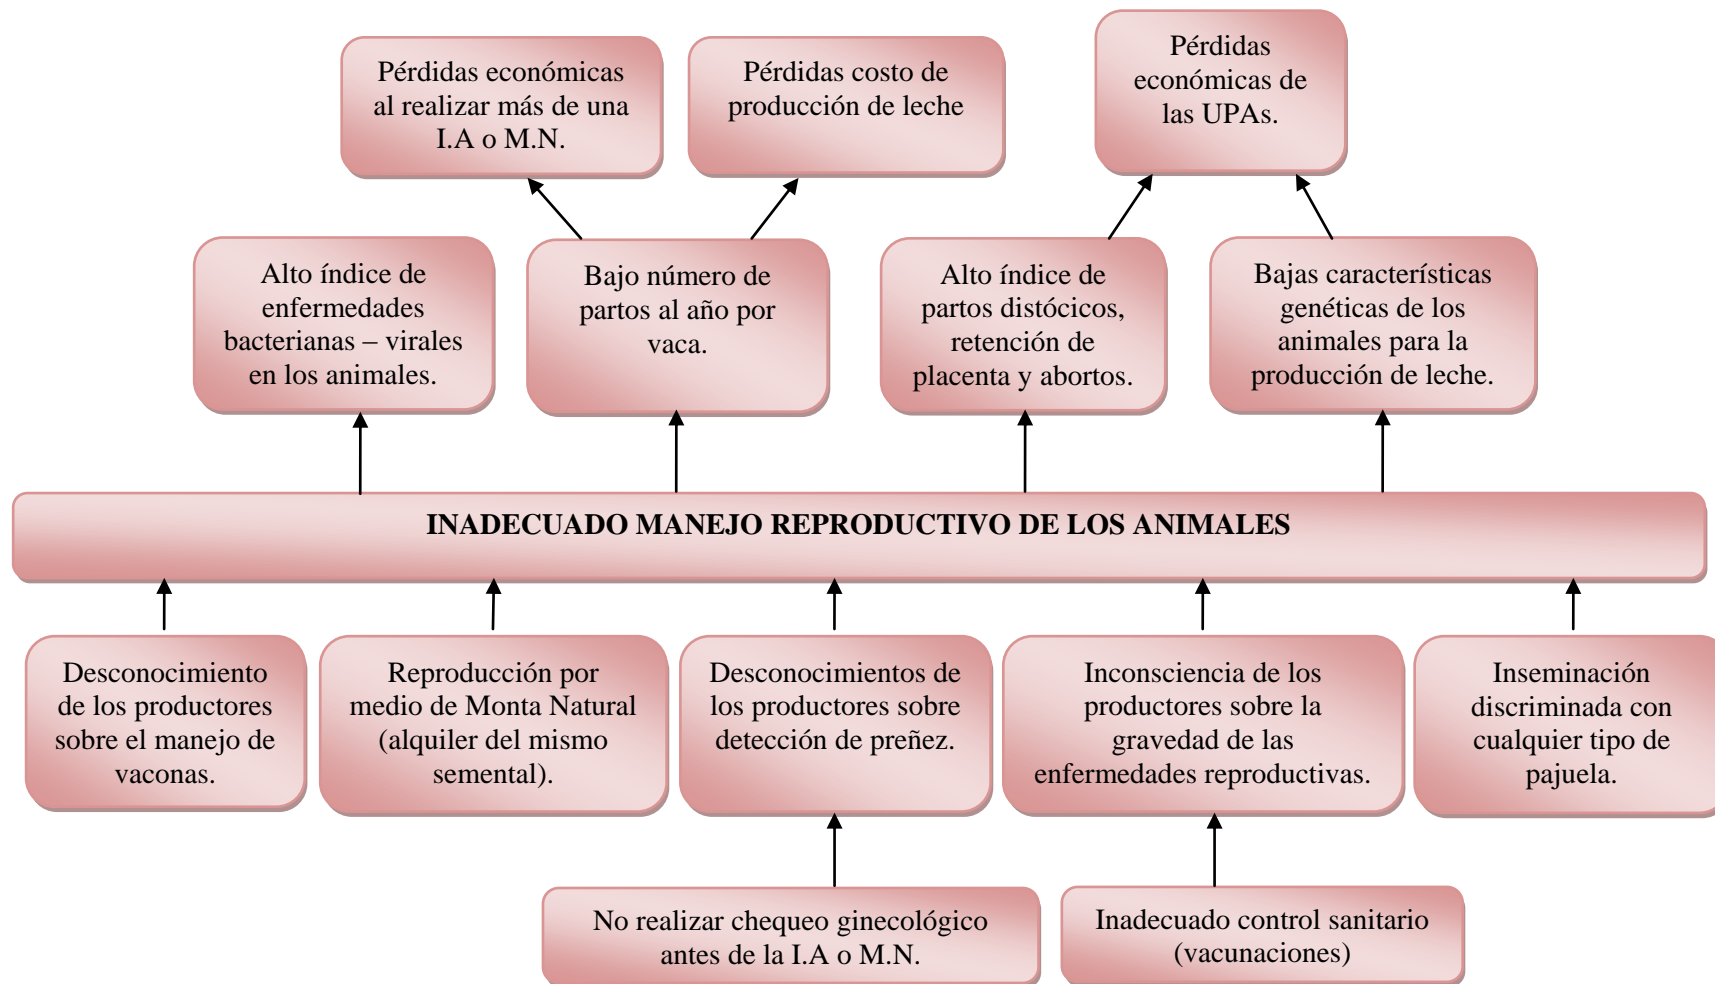 Pérdidas económicas
al realizar más de una
I.A o M.N.
Pérdidas costo de
producción de leche
Pérdidas
económicas de
las UPAs.
Alto índice de
enfermedades
bacterianas – virales
en los animales.
Bajo número de
partos al año por
vaca.
Alto índice de
partos distócicos,
retención de
placenta y abortos.
Bajas características
genéticas de los
animales para la
producción de leche.
INADECUADO MANEJO REPRODUCTIVO DE LOS ANIMALES
Desconocimiento
de los productores
sobre el manejo de
vaconas.
Reproducción por
medio de Monta Natural
(alquiler del mismo
semental).
Desconocimientos de
los productores sobre
detección de preñez.
Inconsciencia de los
productores sobre la
gravedad de las
enfermedades reproductivas.
Inseminación
discriminada con
cualquier tipo de
pajuela.
No realizar chequeo ginecológico
antes de la I.A o M.N.
Inadecuado control sanitario
(vacunaciones)